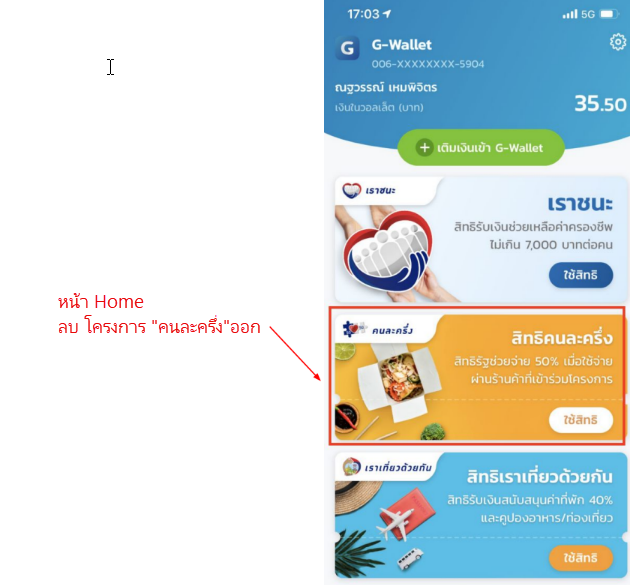 17:03
5G
G
G-Wallet
006-XXXXXXXX-5904
ณฐวรรณ์ เหมพิจิตร
เงินในวอลเล็ต (บาท)
35.50
เติมเงินเข้า G-Wallet
เราชนะ
เราชนะ
สิทธิรับเงินช่วยเหลือค่าครองชีพ
ไม่เกิน 7,000 บาทต่อคน
ใช้สิทธิ
หน้า Home
ลบ โครงการ "คนละครึ่ง"ออก
คนละครึ่ง
สิทธิคนละครึ่ง
สิทธิรัฐช่วยจ่าย 50% เมื่อใช้จ่าย
ผ่านร้านค้าที่เข้าร่วมโครงการ
ใช้สิทธิ
เราเที่ยวด้วยกัน
สิทธิเราเที่ยวด้วยกัน
สิทธิรับเงินสนับสนุนค่าที่พัก 40%
และคูปองอาหาร/ท่องเที่ยว
ใช้สิทธิ